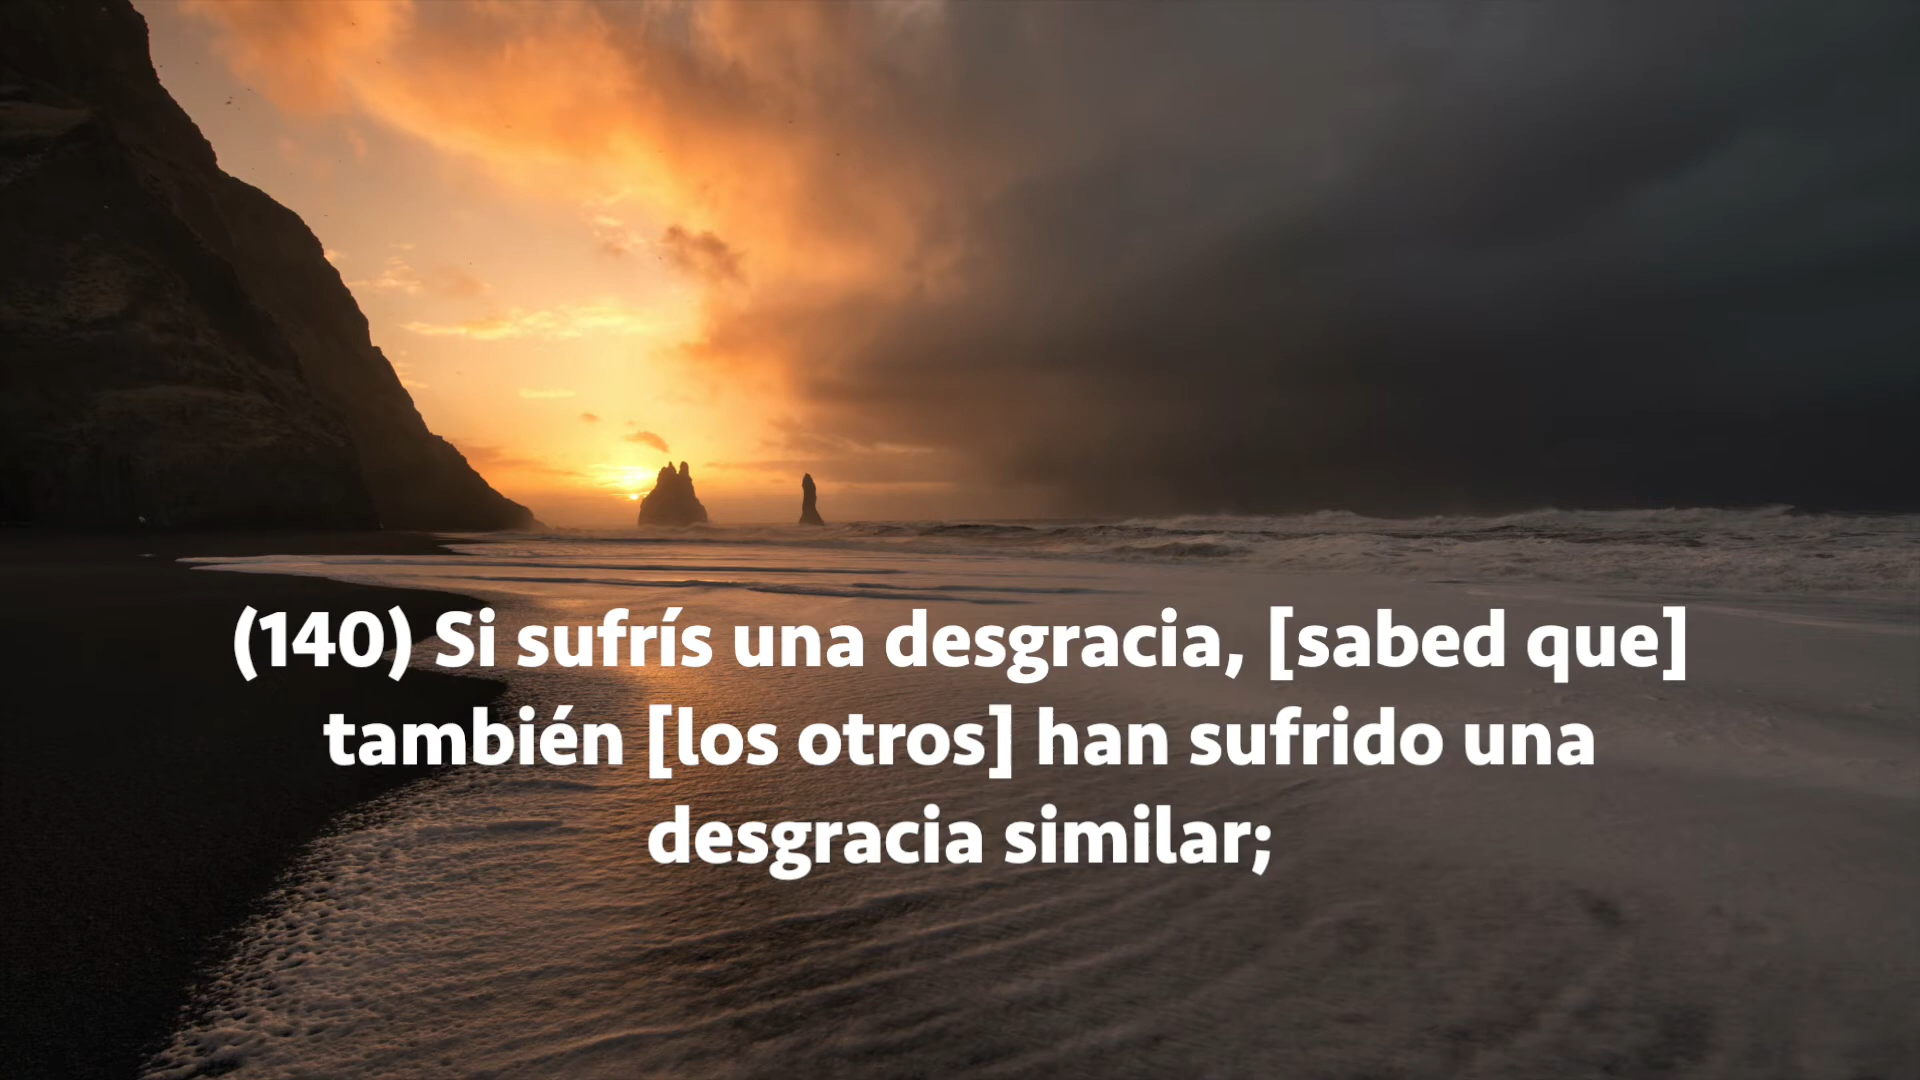 (140) Si sufrís una desgracia, [sabed que]
también [los otros] han sufrido una
desgracia similar;